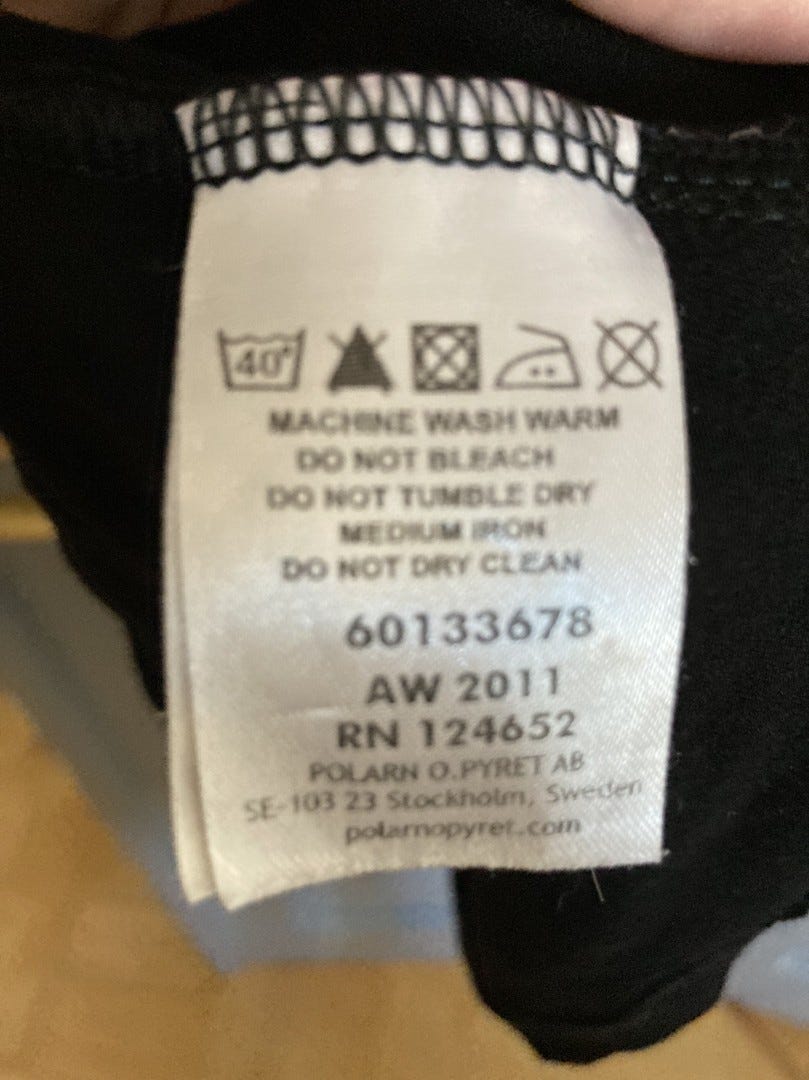 40°
MACHINE WASH WARM
DO NOT BLEACH
DO NOT TUMBLE DRY
MEDIUM IRON
DO NOT DRY CLEAN
60133678
AW 2011
RN 124652
POLARN O.PYRET AB
SE-103 23 Stockholm, Sweden
polarnopyret.com